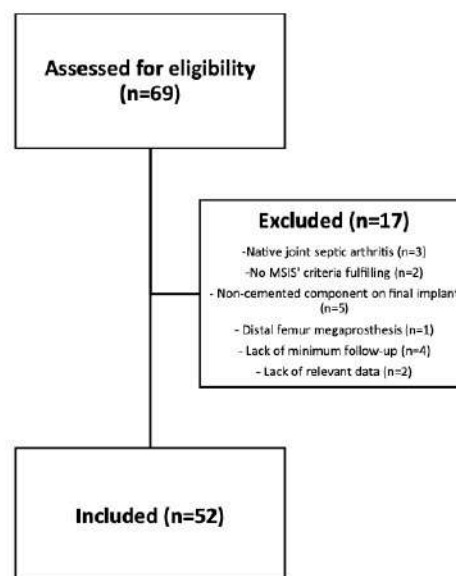 Assessed for eligibility
(n=69)
Excluded (n=17)
-Native joint septic arthritis (n=3)
-No MSIS' criteria fulfilling (n=2)
- Non-cemented component on final implant
(n=5)
- Distal femur megaprosthesis (n=1)
- Lack of minimum follow-up (n=4)
- Lack of relevant data (n=2)
Included (n=52)